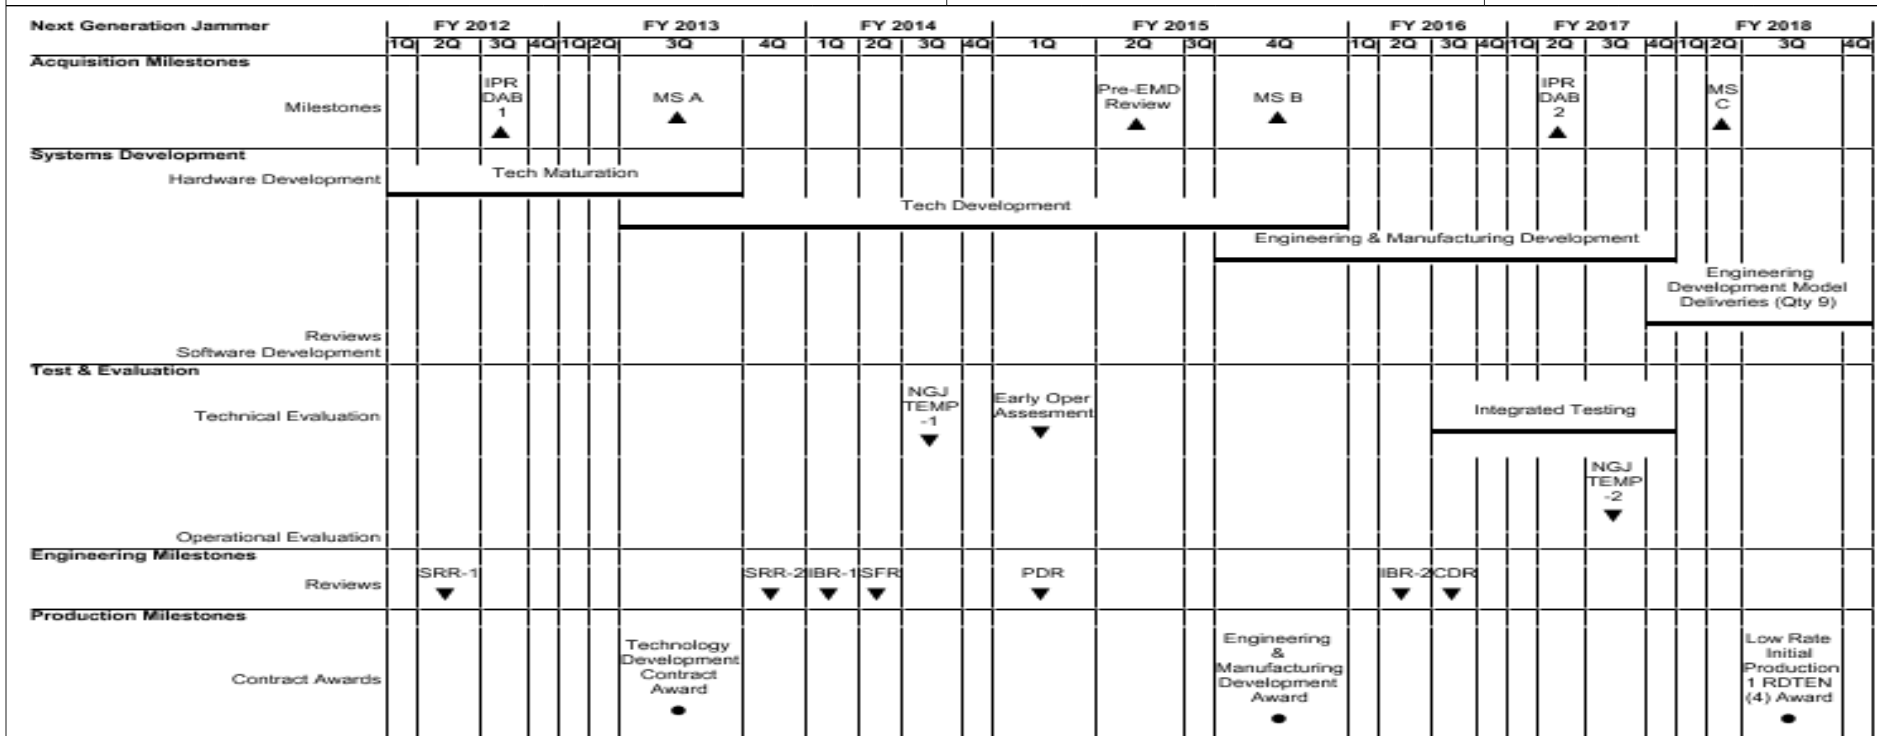 Next Generation Jammer FY 2012 FY 2013 FY 2014 FY 2015 FY 2016 FY 2017 FY 2018
1Q 2Q 3Q 4Q 1Q 2Q 3Q 4Q 1Q 2Q 3Q 4Q 1Q 2Q 3Q 4Q 1Q 2Q 3Q 4Q 1Q 2Q 3Q 4Q 1Q 2Q 3Q 4Q
Acquisition Milestones
Milestones
IPR
DAB
1
MS A
Pre-EMD
Review
MS B
IPR
DAB
2
MS
C
Systems Development
Hardware Development
Tech Maturation
Tech Development
Engineering & Manufacturing Development
Engineering
Development Model
Deliveries (Qty 9)
Reviews
Software Development
Test & Evaluation
Technical Evaluation
NGJ
TEMP
-1
Early Oper
Assesment
Integrated Testing
NGJ
TEMP
-2
Operational Evaluation
Engineering Milestones
Reviews
SRR-1
SRR-2
IBR-1
SFR
PDR
IBR-2
CDR
Production Milestones
Contract Awards
Technology
Development
Contract
Award
Engineering
&
Manufacturing
Development
Award
Low Rate
Initial
Production
1 RDTEN
(4) Award